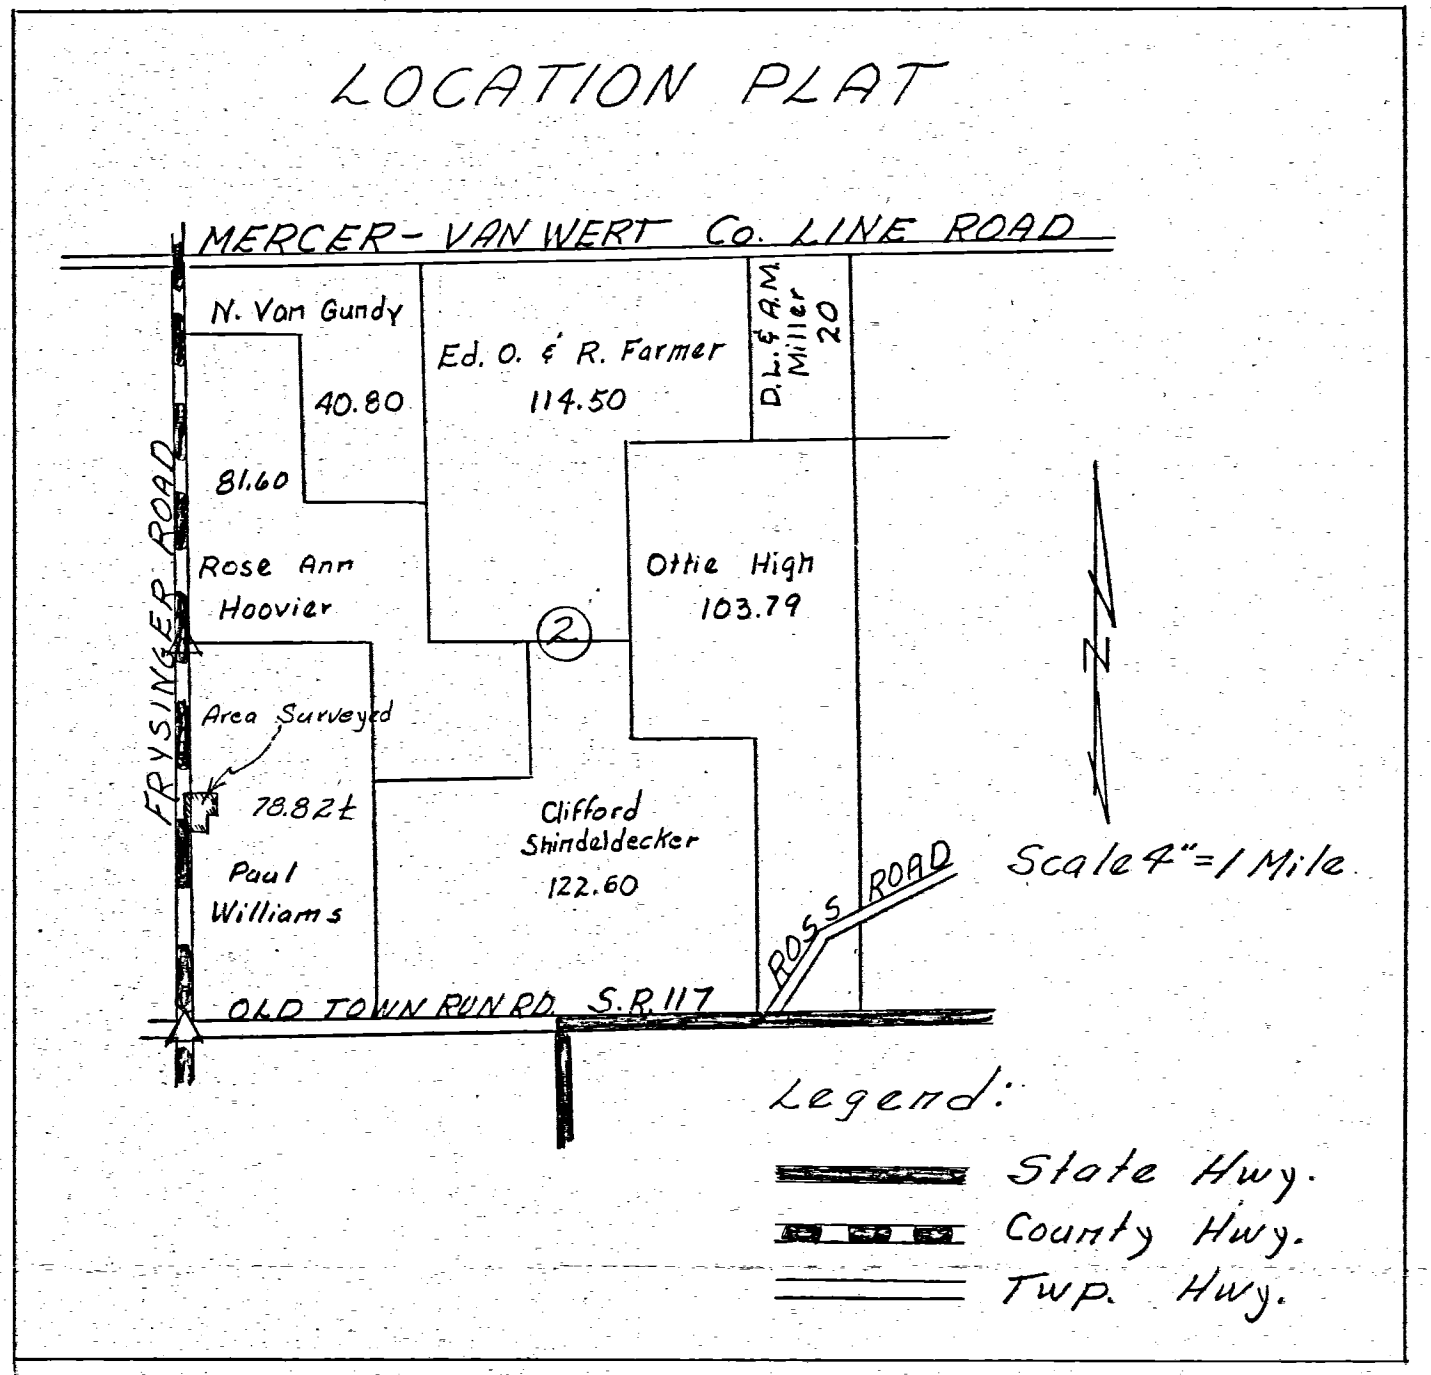 LOCATION PLAT
MERCER-VAN WERT Co. LINE ROAD
N. Van Gundy
40.80
Ed. O. & R. Farmer
114.50
D.L. & A.M.
Miller
20
81.60
Rose Ann
Hoovier
FRYSINGER ROAD
Ottie High
103.79
2
N
Area Surveyed
78.82±
Paul
Williams
Clifford
Shindeldecker
122.60
ROSS ROAD
Scale 4"=1 Mile
OLD TOWN RUN RD. S.R. 117
Legend:
State Hwy.
County Hwy.
Twp. Hwy.